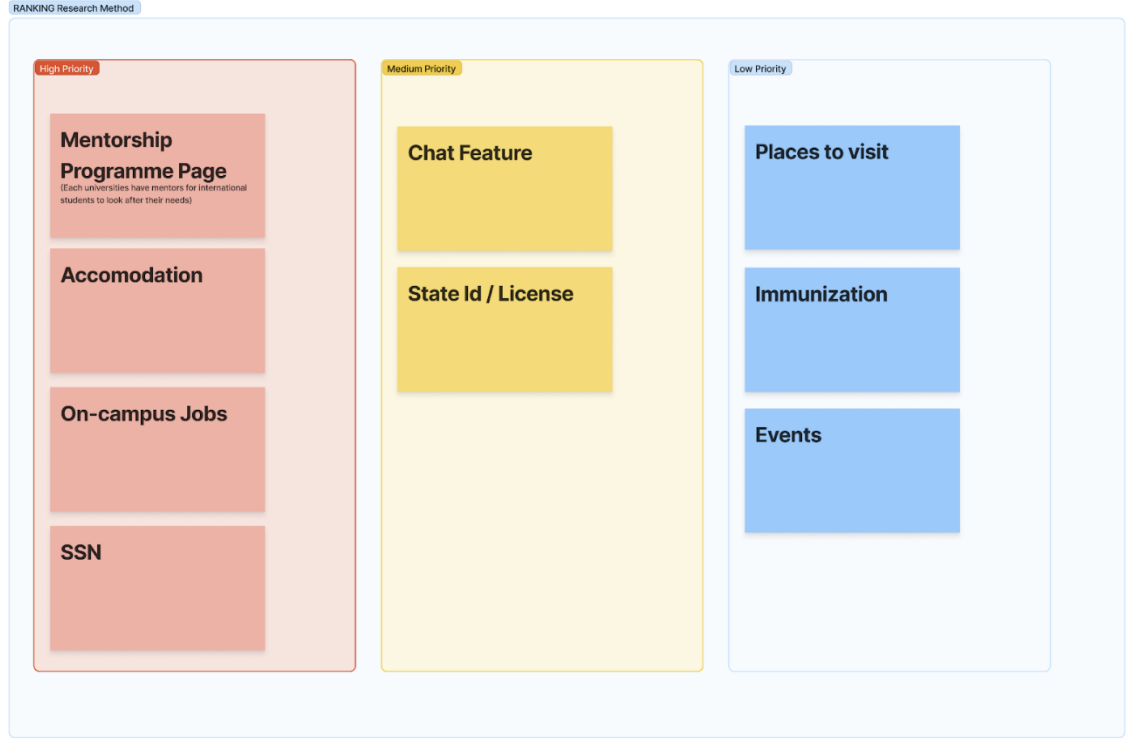 RANKING Research Method
High Priority
Mentorship
Programme Page
(Each universities have mentors for international
students to look after their needs)
Accomodation
On-campus Jobs
SSN
Medium Priority
Chat Feature
State Id / License
Low Priority
Places to visit
Immunization
Events